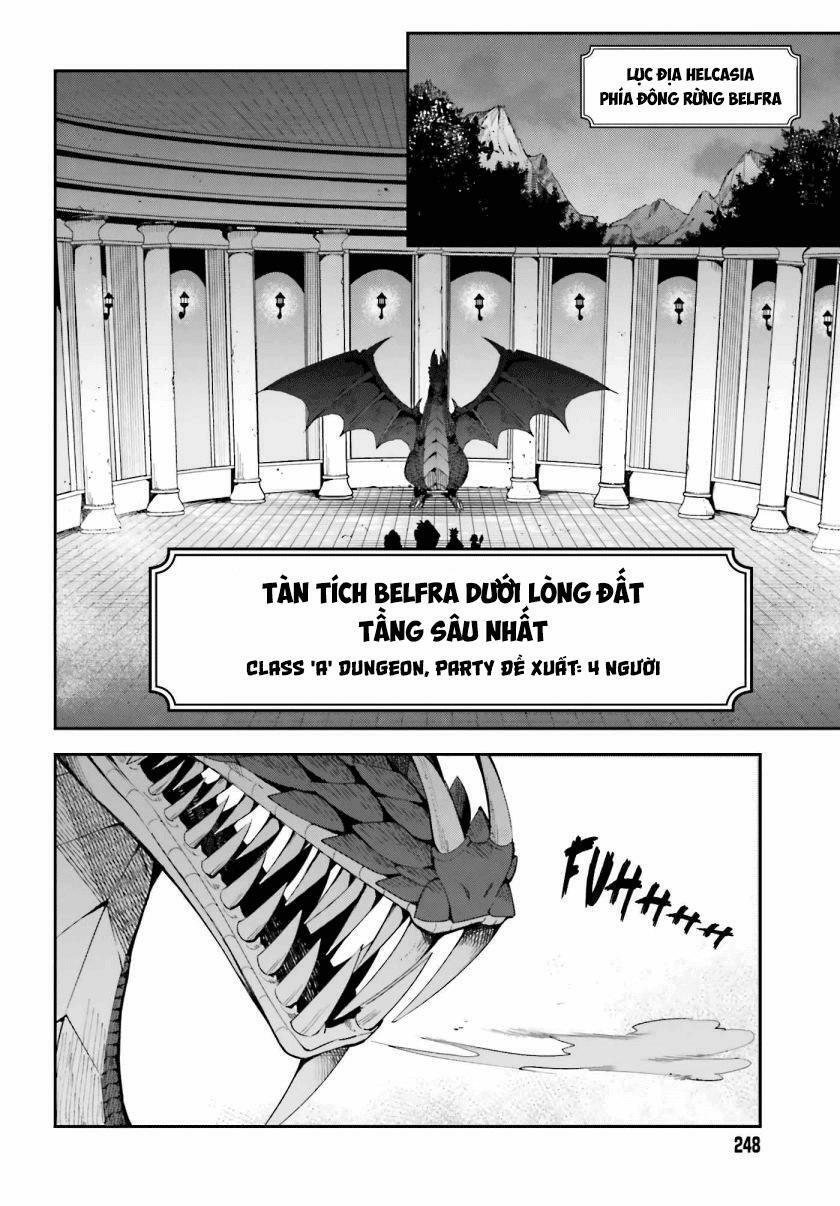 LỤC ĐỊA HELCASIA
PHÍA ĐÔNG RỪNG BELFRA
TÀN TÍCH BELFRA DƯỚI LÒNG ĐẤT
TẦNG SÂU NHẤT
CLASS 'A' DUNGEON, PARTY ĐỀ XUẤT: 4 NGƯỜI
FUHHHH
248